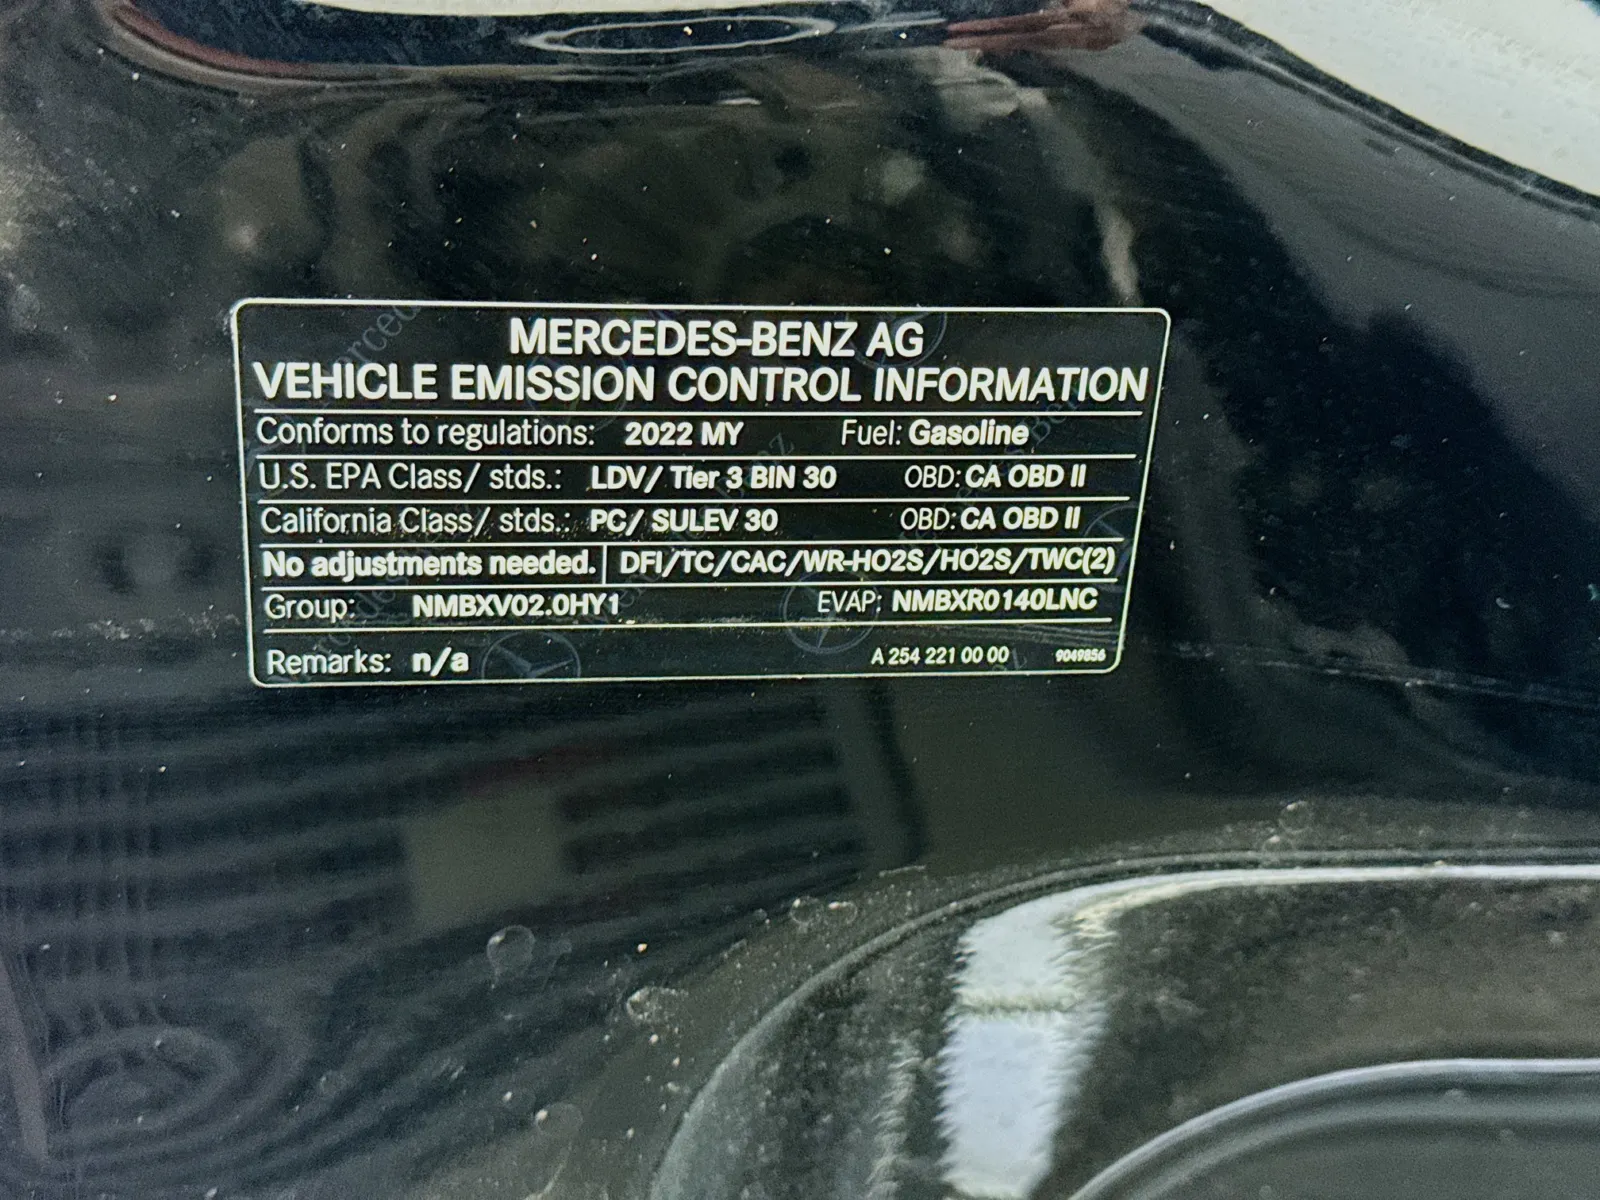 MERCEDES-BENZ AG
VEHICLE EMISSION CONTROL INFORMATION
Conforms to regulations: 2022 MY Fuel: Gasoline
U.S. EPA Class/ stds.: LDV/ Tier 3 BIN 30 OBD: CA OBD II
California Class/ stds.: PC/ SULEV 30 OBD: CA OBD II
No adjustments needed. DFI/TC/CAC/WR-HO2S/HO2S/TWC(2)
Group: NMBXV02.0HY1 EVAP: NMBXR0140LNC
Remarks: n/a A 254 221 00 00 9049856